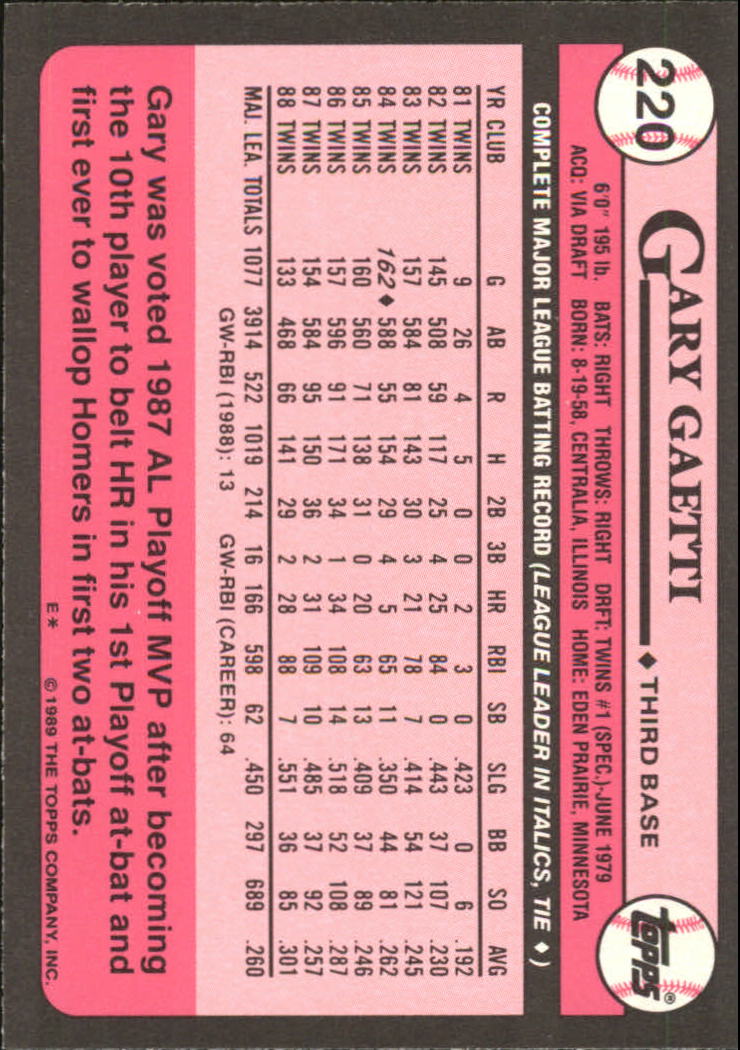 220
GARY GAETTI ♦ THIRD BASE
topps®
6'0" 195 lb. BATS: RIGHT THROWS: RIGHT DRFT: TWINS #1 (SPEC.)-JUNE 1979
ACQ: VIA DRAFT BORN: 8-19-58, CENTRALIA, ILLINOIS HOME: EDEN PRAIRIE, MINNESOTA
COMPLETE MAJOR LEAGUE BATTING RECORD (LEAGUE LEADER IN ITALICS, TIE ♦)
YR CLUB G AB R H 2B 3B HR RBI SB SLG BB SO AVG
81 TWINS 9 26 4 5 0 0 2 3 0 .423 0 6 .192
82 TWINS 145 508 59 117 25 4 25 84 0 .443 37 107 .230
83 TWINS 157 584 81 143 30 3 21 78 7 .414 54 121 .245
84 TWINS 162♦ 588 55 154 29 4 5 65 11 .350 44 81 .262
85 TWINS 160 560 71 138 31 0 20 63 13 .409 37 89 .246
86 TWINS 157 596 91 171 34 1 34 108 14 .518 52 108 .287
87 TWINS 154 584 95 150 36 2 31 109 10 .485 37 92 .257
88 TWINS 133 468 66 141 29 2 28 88 7 .551 36 85 .301
MAJ. LEA. TOTALS 1077 3914 522 1019 214 16 166 598 62 .450 297 689 .260
GW-RBI (1988): 13 GW-RBI (CAREER): 64
Gary was voted 1987 AL Playoff MVP after becoming
the 10th player to belt HR in his 1st Playoff at-bat and
first ever to wallop Homers in first two at-bats.
E* © 1989 THE TOPPS COMPANY, INC.